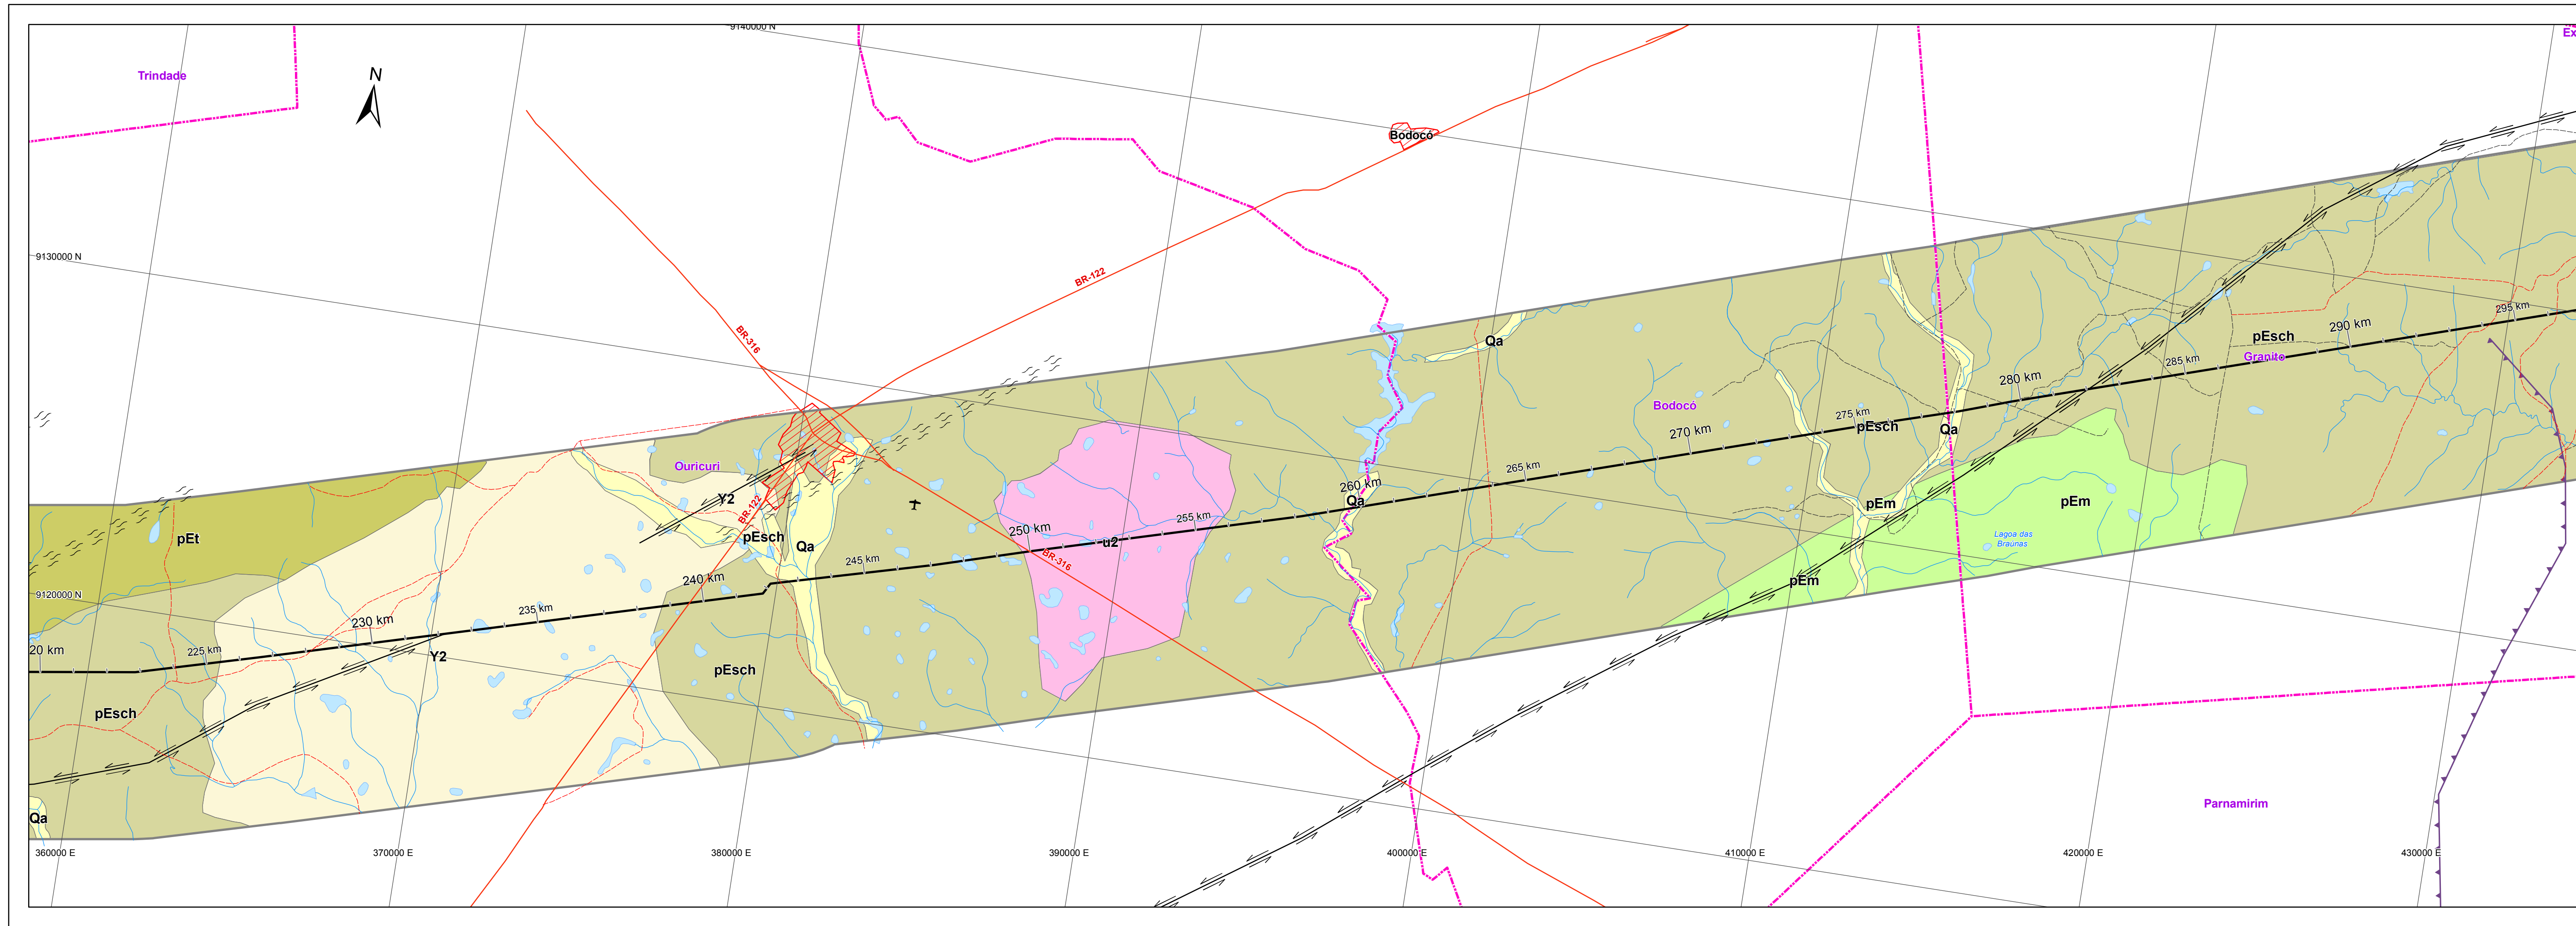 9140000 N
Ex
Trindade
N
Bodocó
9130000 N
BR-122
BR-316
295 km
290 km
pEsch
Granito
285 km
280 km
Qa
Bodocó
275 km
pEsch
Qa
270 km
265 km
Ouricuri
260 km
Qa
Y2
BR-122
pEm
pEm
pEt
pEsch
Qa
250 km
255 km
u2
BR-316
245 km
Lagoa das
Braunas
240 km
pEm
9120000 N
235 km
230 km
225 km
20 km
Y2
pEsch
pEsch
Parnamirim
Qa
360000 E
370000 E
380000 E
390000 E
400000 E
410000 E
420000 E
430000 E